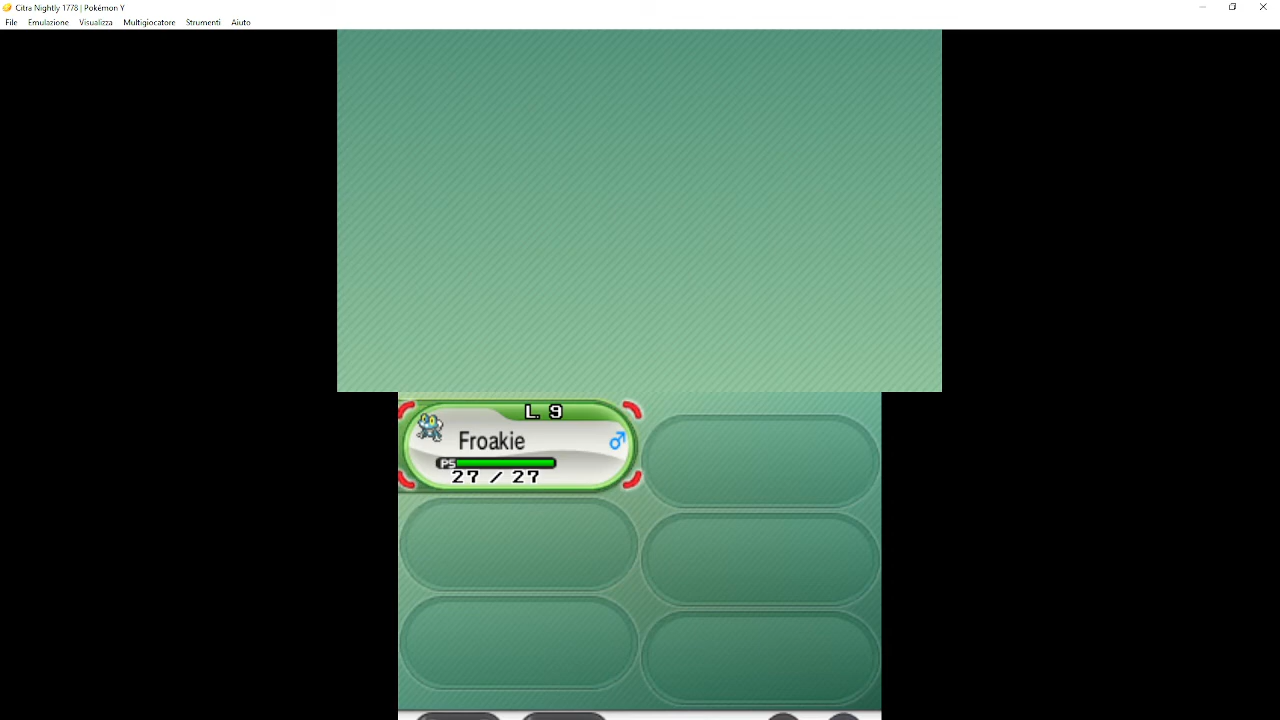 Citra Nightly 1778 | Pokémon Y
File Emulazione Visualizza Multigiocatore Strumenti Aiuto
L. 9
Froakie ♂
PS
27 / 27